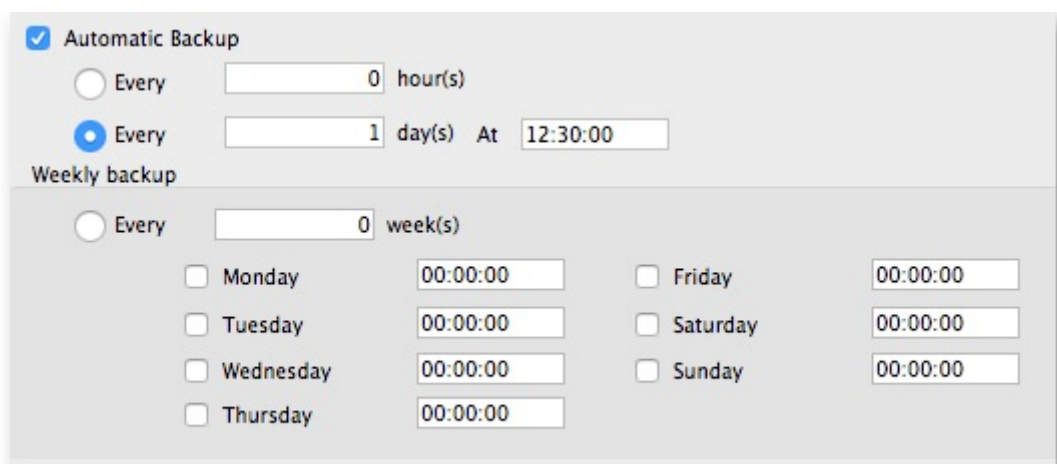 Automatic Backup
Every 0 hour(s)
Every 1 day(s) At 12:30:00
Weekly backup
Every 0 week(s)
Monday 00:00:00 Friday 00:00:00
Tuesday 00:00:00 Saturday 00:00:00
Wednesday 00:00:00 Sunday 00:00:00
Thursday 00:00:00